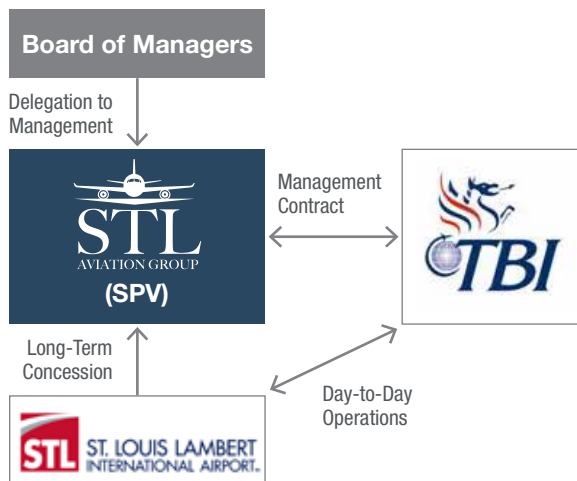 Board of Managers
Delegation to
Management
STL
AVIATION GROUP
(SPV)
Management
Contract
TBI
Long-Term
Concession
Day-to-Day
Operations
STL ST. LOUIS LAMBERT
INTERNATIONAL AIRPORT.